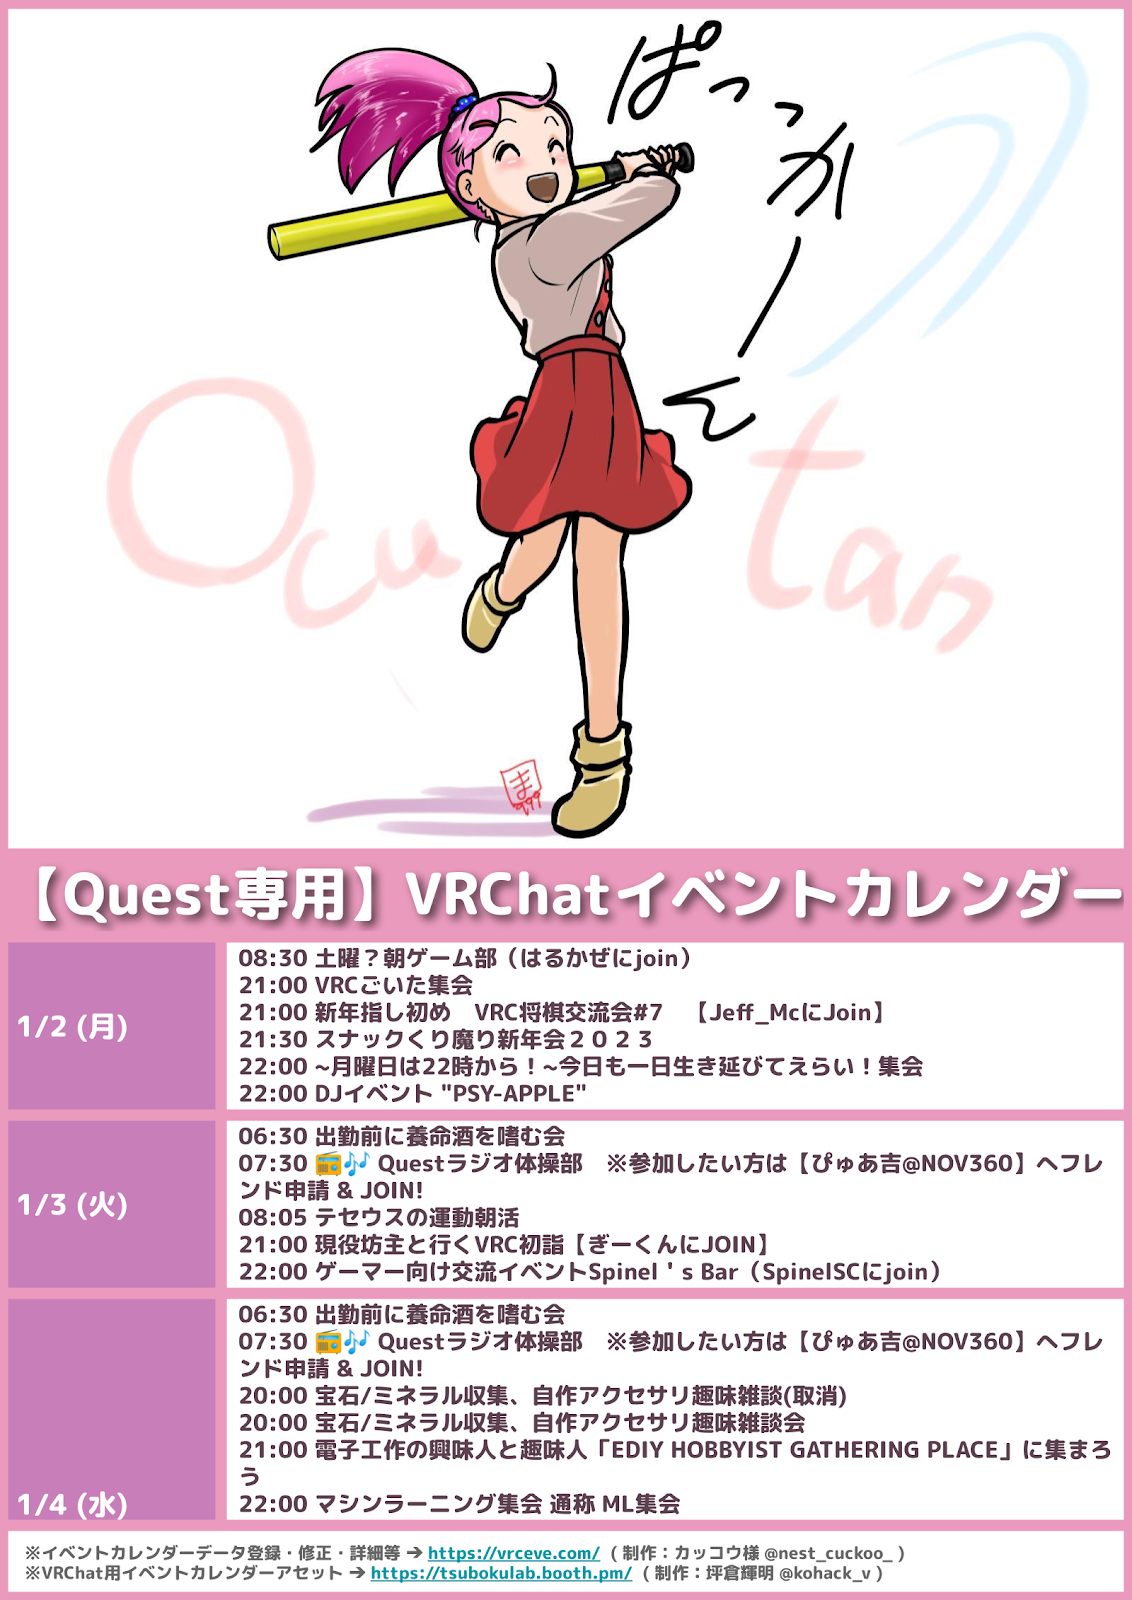 ぱっっかーーん
Ocu tan
ま
999
【Quest専用】VRChatイベントカレンダー
1/2 (月)
08:30 土曜？朝ゲーム部（はるかぜにjoin）
21:00 VRCごいた集会
21:00 新年指し初め　VRC将棋交流会#7　【Jeff_McにJoin】
21:30 スナックくり魔り新年会２０２３
22:00 ~月曜日は22時から！~今日も一日生き延びてえらい！集会
22:00 DJイベント "PSY-APPLE"
1/3 (火)
06:30 出勤前に養命酒を嗜む会
07:30 📻🎶 Questラジオ体操部　※参加したい方は【ぴゅあ吉@NOV360】へフレ
ンド申請 & JOIN!
08:05 テセウスの運動朝活
21:00 現役坊主と行くVRC初詣【ぎーくんにJOIN】
22:00 ゲーマー向け交流イベントSpinel＇s Bar（SpinelSCにjoin）
1/4 (水)
06:30 出勤前に養命酒を嗜む会
07:30 📻🎶 Questラジオ体操部　※参加したい方は【ぴゅあ吉@NOV360】へフレ
ンド申請 & JOIN!
20:00 宝石/ミネラル収集、自作アクセサリ趣味雑談(取消)
20:00 宝石/ミネラル収集、自作アクセサリ趣味雑談会
21:00 電子工作の興味人と趣味人「EDIY HOBBYIST GATHERING PLACE」に集まろ
う
22:00 マシンラーニング集会 通称 ML集会
※イベントカレンダーデータ登録・修正・詳細等 ➔ https://vrceve.com/ ( 制作：カッコウ様 @nest_cuckoo_ )
※VRChat用イベントカレンダーアセット ➔ https://tsubokulab.booth.pm/ ( 制作：坪倉輝明 @kohack_v )